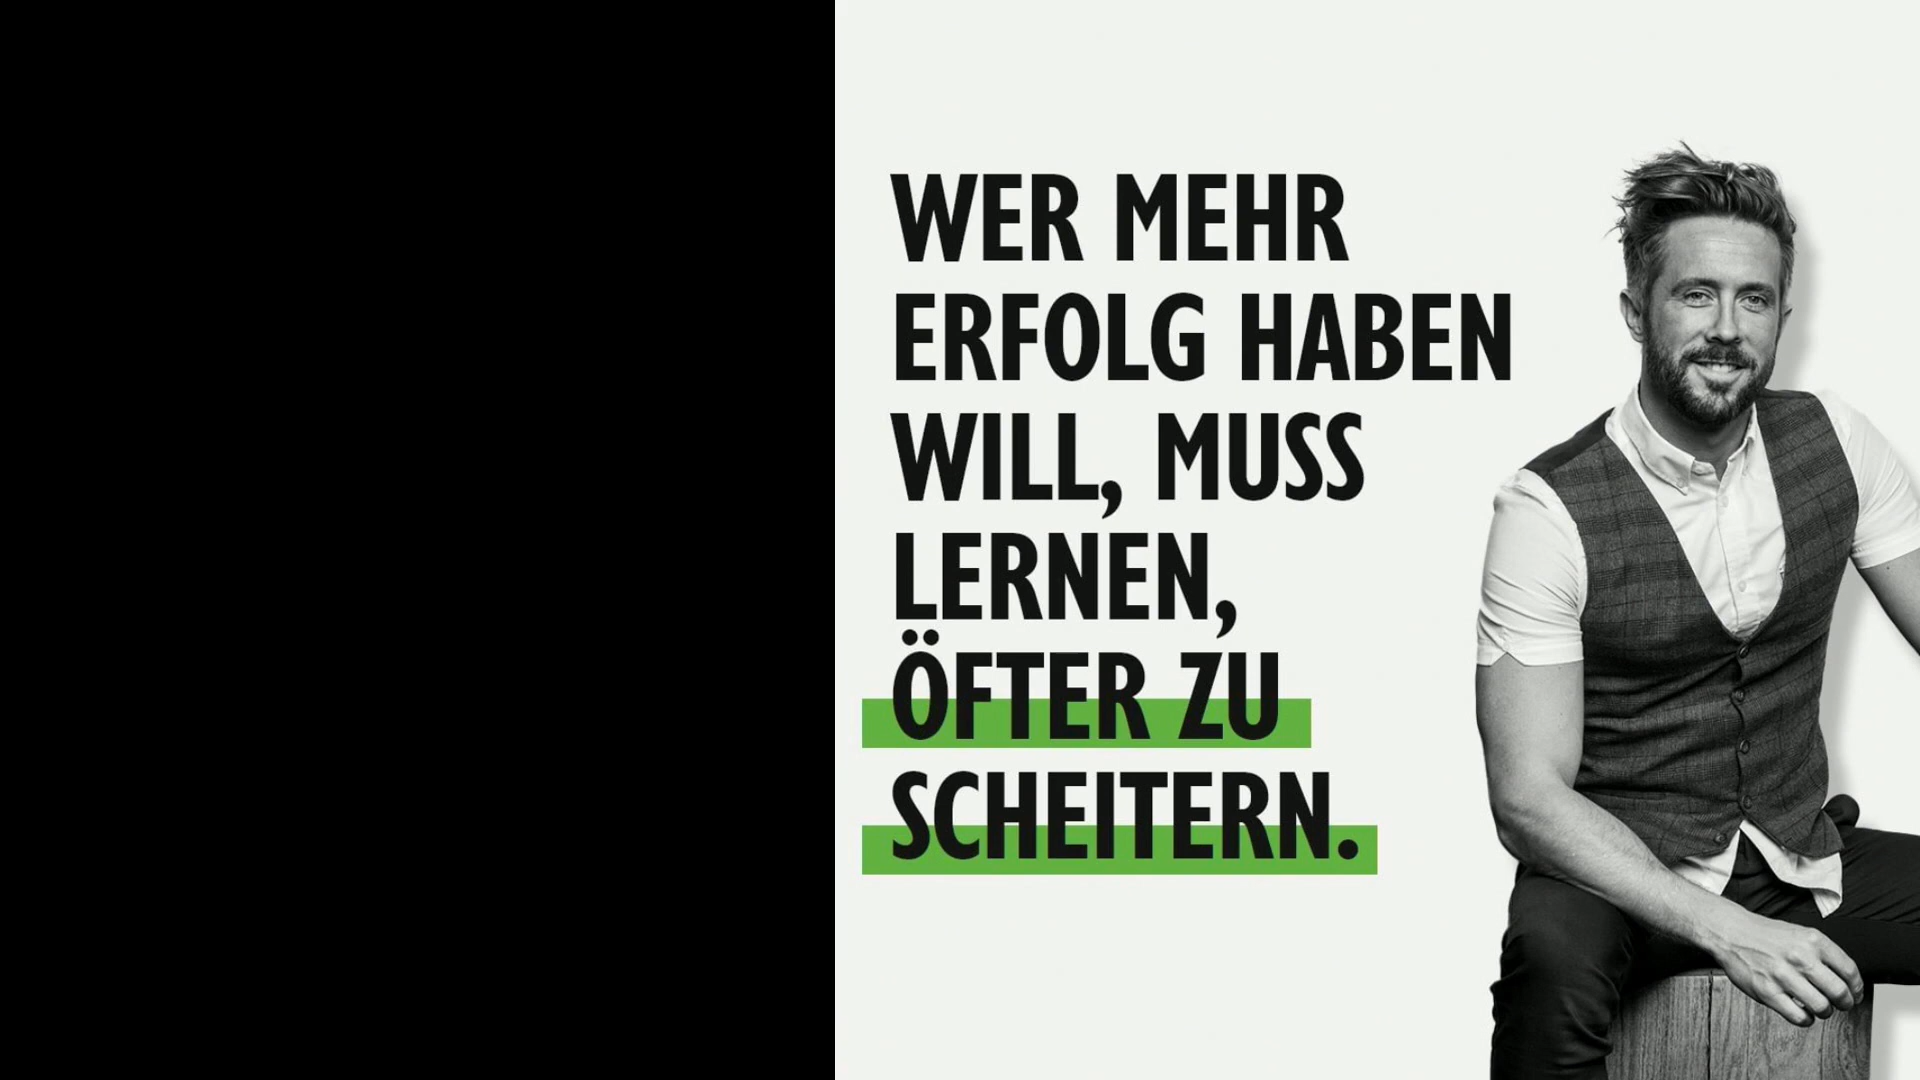 WER MEHR
ERFOLG HABEN
WILL, MUSS
LERNEN,
ÖFTER ZU
SCHEITERN.